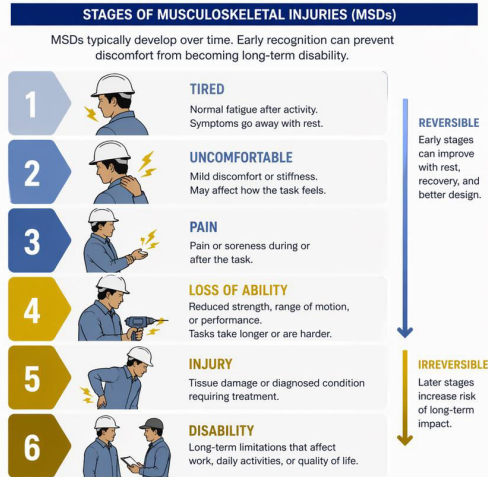 STAGES OF MUSCULOSKELETAL INJURIES (MSDs)
MSDs typically develop over time. Early recognition can prevent
discomfort from becoming long-term disability.
1
TIRED
Normal fatigue after activity.
Symptoms go away with rest.
2
UNCOMFORTABLE
Mild discomfort or stiffness.
May affect how the task feels.
3
PAIN
Pain or soreness during or
after the task.
4
LOSS OF ABILITY
Reduced strength, range of motion,
or performance.
Tasks take longer or are harder.
5
INJURY
Tissue damage or diagnosed condition
requiring treatment.
6
DISABILITY
Long-term limitations that affect
work, daily activities, or quality of life.
REVERSIBLE
Early stages
can improve
with rest,
recovery, and
better design.
IRREVERSIBLE
Later stages
increase risk
of long-term
impact.